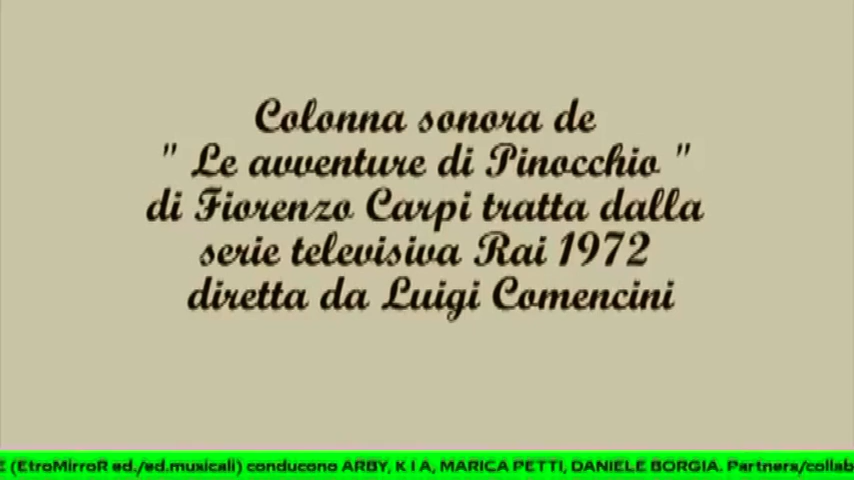 Colonna sonora de
" Le avventure di Pinocchio "
di Fiorenzo Carpi tratta dalla
serie televisiva Rai 1972
diretta da Luigi Comencini
E (EtroMirroR ed./ed.musicali) conducono ARBY, K I A, MARICA PETTI, DANIELE BORGIA. Partners/collab